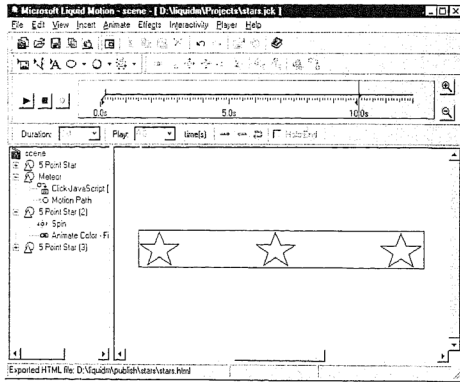 Microsoft Liquid Motion - scene - [ D:\liquidm\Projects\stars.jck ]
File Edit View Insert Animate Effects Interactivity Player Help
0.0s 5.0s 10.0s
Duration: Play: time(s) Hold End
scene
5 Point Star
Meteor
Click-JavaScript [
Motion Path
5 Point Star (2)
Spin
Animate Color - Fi
5 Point Star (3)
Exported HTML file: D:\liquidm\publish\stars\stars.html